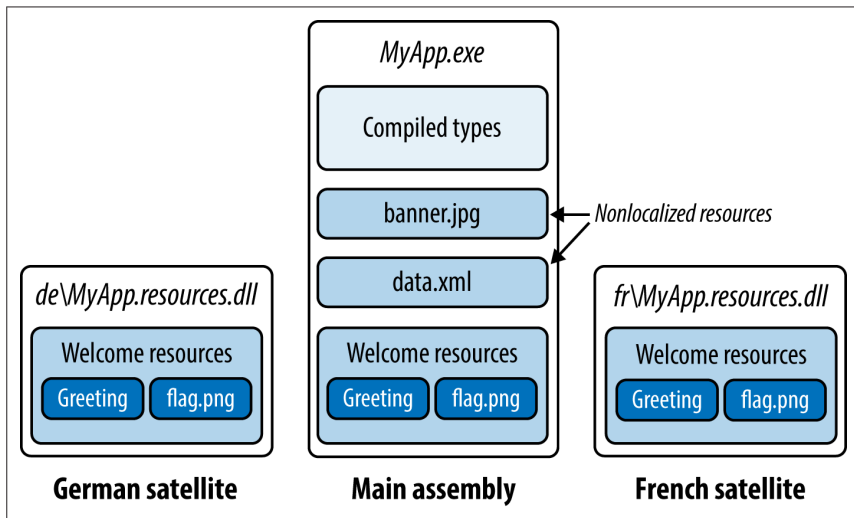 MyApp.exe
Compiled types
banner.jpg
Nonlocalized resources
data.xml
de\MyApp.resources.dll
Welcome resources
Greeting flag.png
Welcome resources
Greeting flag.png
fr\MyApp.resources.dll
Welcome resources
Greeting flag.png
German satellite
Main assembly
French satellite